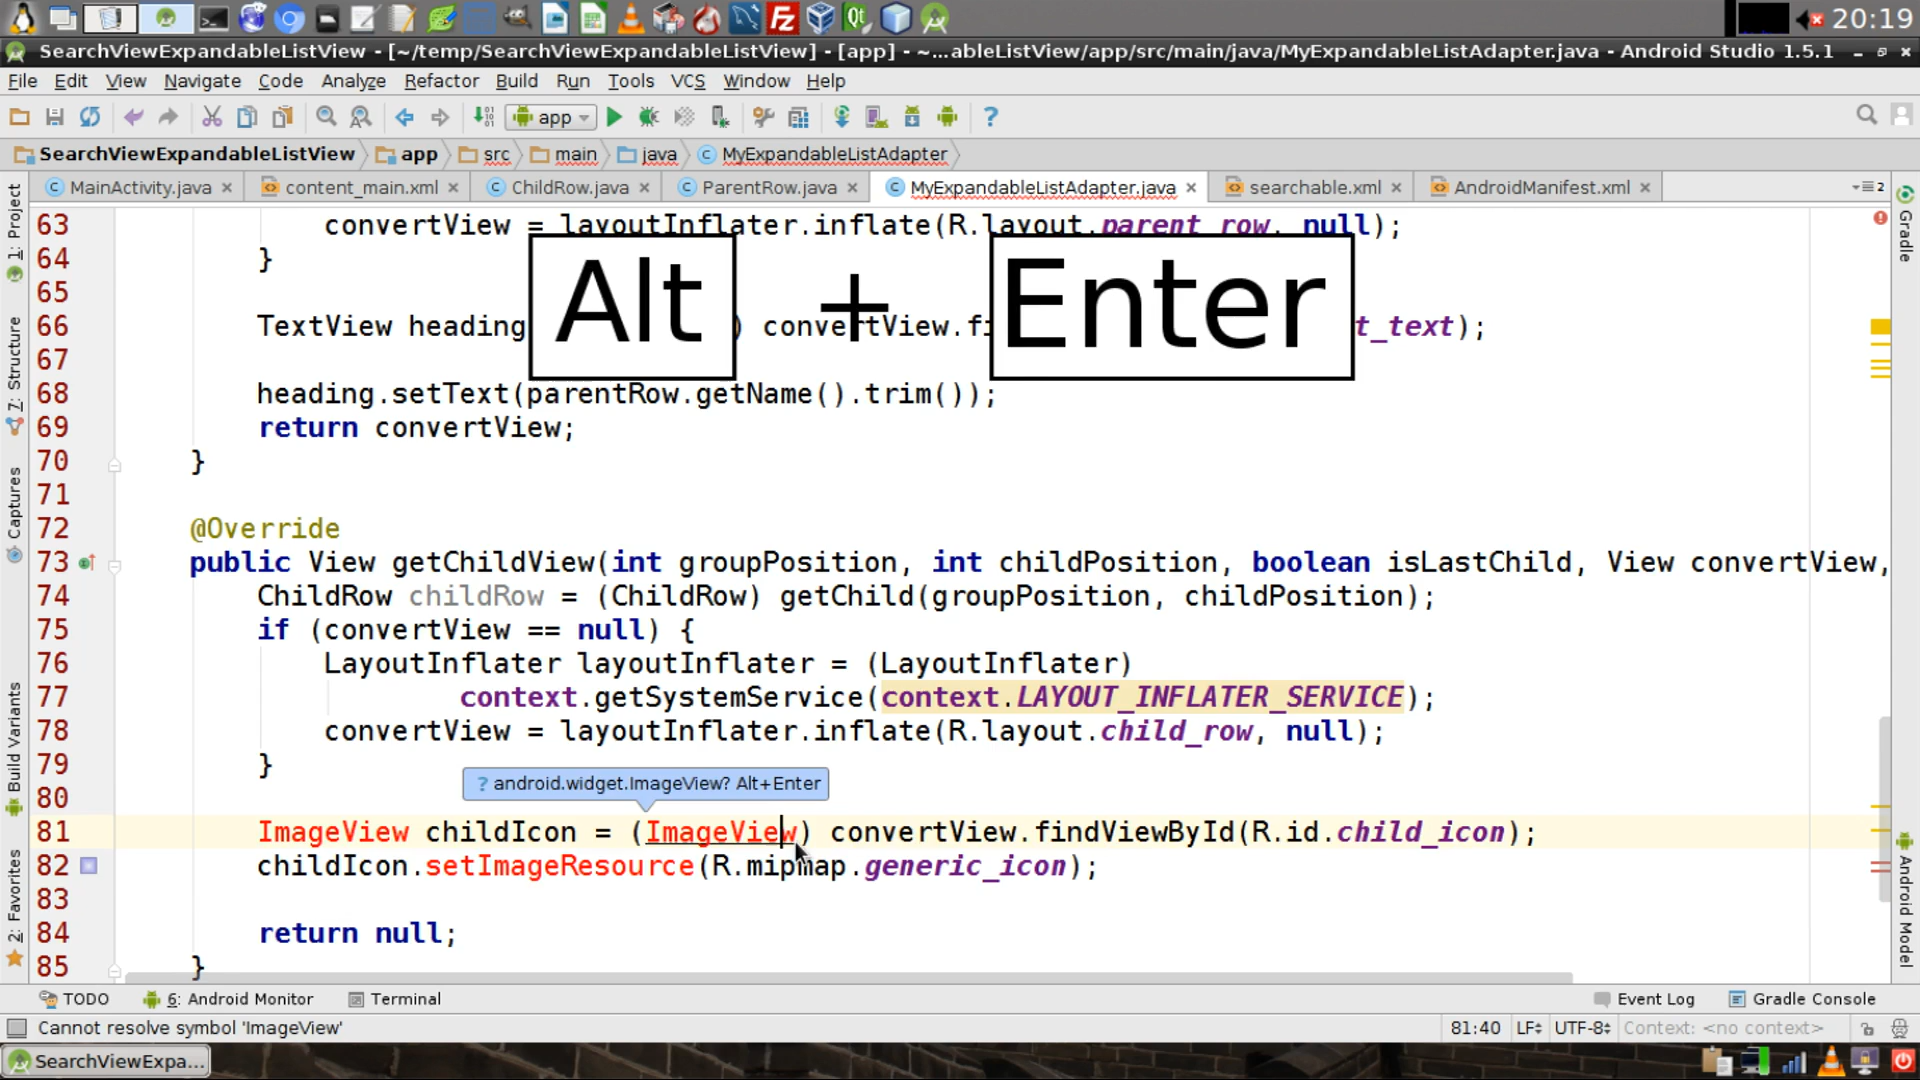 20:19
SearchViewExpandableListView - [~/temp/SearchViewExpandableListView] - [app] - ~...ableListView/app/src/main/java/MyExpandableListAdapter.java - Android Studio 1.5.1
File Edit View Navigate Code Analyze Refactor Build Run Tools VCS Window Help
app
SearchViewExpandableListView app src main java MyExpandableListAdapter
MainActivity.java content_main.xml ChildRow.java ParentRow.java MyExpandableListAdapter.java searchable.xml AndroidManifest.xml 2
1: Project
7: Structure
Captures
Build Variants
2: Favorites
Gradle
Android Model
63 convertView = layoutInflater.inflate(R.layout.parent_row, null);
64 }
65
Alt + Enter
66 TextView heading ) convertView.fi t_text);
67
68 heading.setText(parentRow.getName().trim());
69 return convertView;
70 }
71
72 @Override
73 public View getChildView(int groupPosition, int childPosition, boolean isLastChild, View convertView,
74 ChildRow childRow = (ChildRow) getChild(groupPosition, childPosition);
75 if (convertView == null) {
76 LayoutInflater layoutInflater = (LayoutInflater)
77 context.getSystemService(context.LAYOUT_INFLATER_SERVICE);
78 convertView = layoutInflater.inflate(R.layout.child_row, null);
79 }
80
? android.widget.ImageView? Alt+Enter
81 ImageView childIcon = (ImageView) convertView.findViewById(R.id.child_icon);
82 childIcon.setImageResource(R.mipmap.generic_icon);
83
84 return null;
85 }
TODO 6: Android Monitor Terminal Event Log Gradle Console
Cannot resolve symbol 'ImageView' 81:40 LF UTF-8 Context: <no context>
SearchViewExpa...